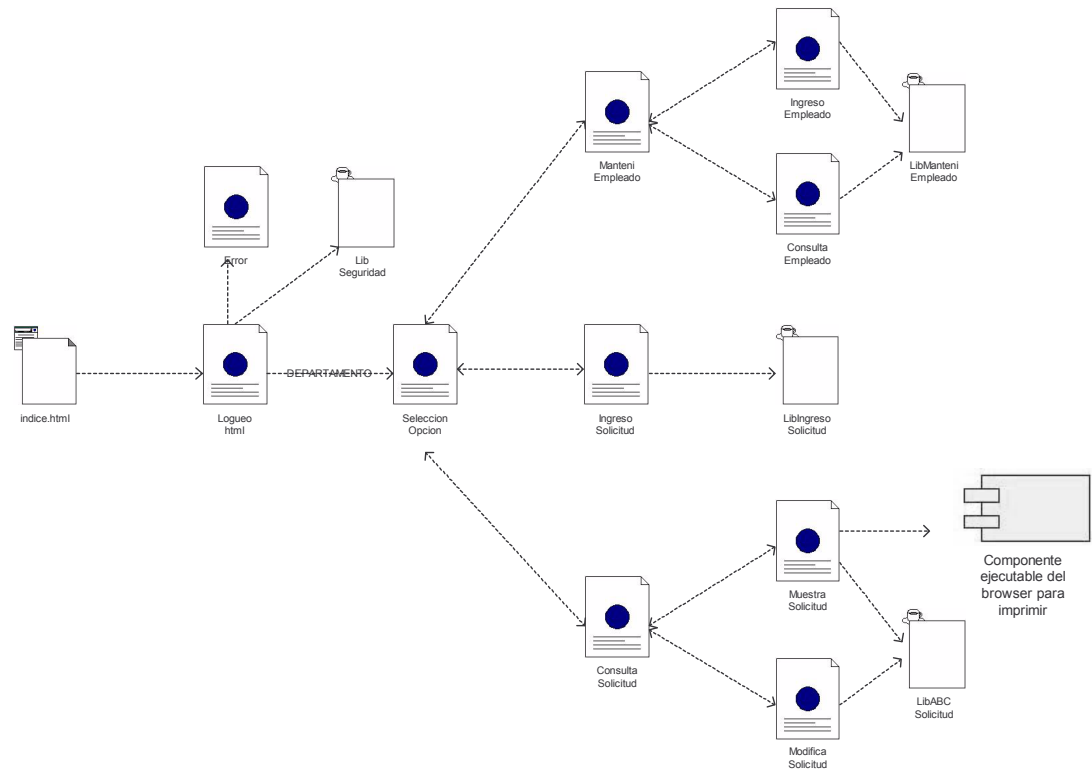 Ingreso
Empleado
Manteni
Empleado
LibManteni
Empleado
Consulta
Empleado
Error
Lib
Seguridad
DEPARTAMENTO
indice.html
Logueo
html
Seleccion
Opcion
Ingreso
Solicitud
LibIngreso
Solicitud
Componente
ejecutable del
browser para
imprimir
Muestra
Solicitud
Consulta
Solicitud
LibABC
Solicitud
Modifica
Solicitud